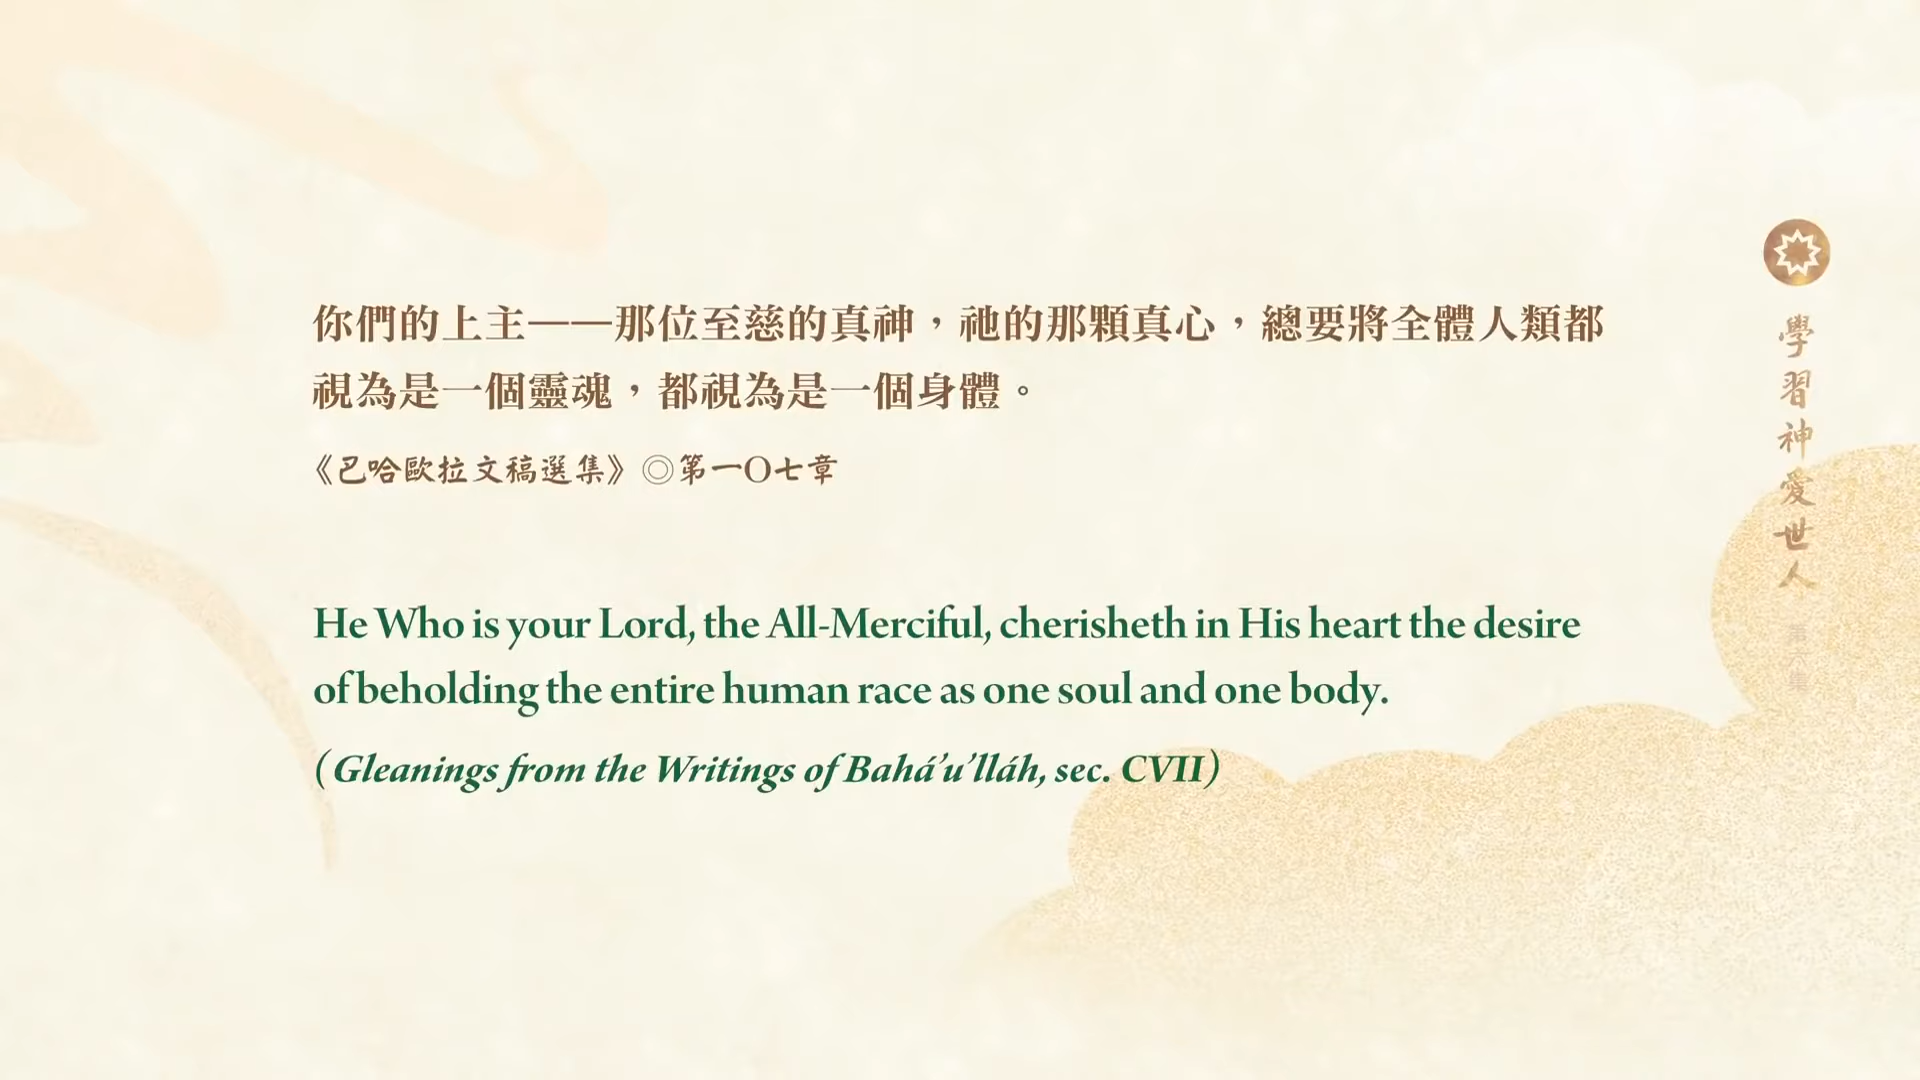 你們的上主——那位至慈的真神，祂的那顆真心，總要將全體人類都
視為是一個靈魂，都視為是一個身體。
《巴哈歐拉文稿選集》◎第一〇七章
He Who is your Lord, the All-Merciful, cherisheth in His heart the desire
of beholding the entire human race as one soul and one body.
(Gleanings from the Writings of Bahá’u’lláh, sec. CVII)
學習神愛世人
第六集